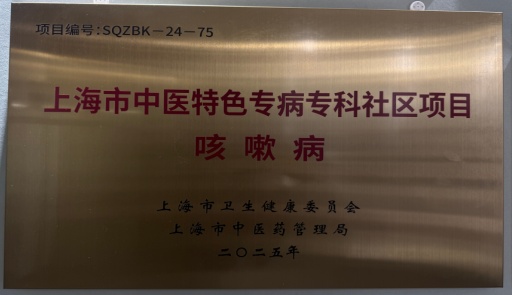 项目编号:SQZBK-24-75
上海市中医特色专病专科社区项目
咳嗽病
上海市卫生健康委员会
上海市中医药管理局
二〇二五年